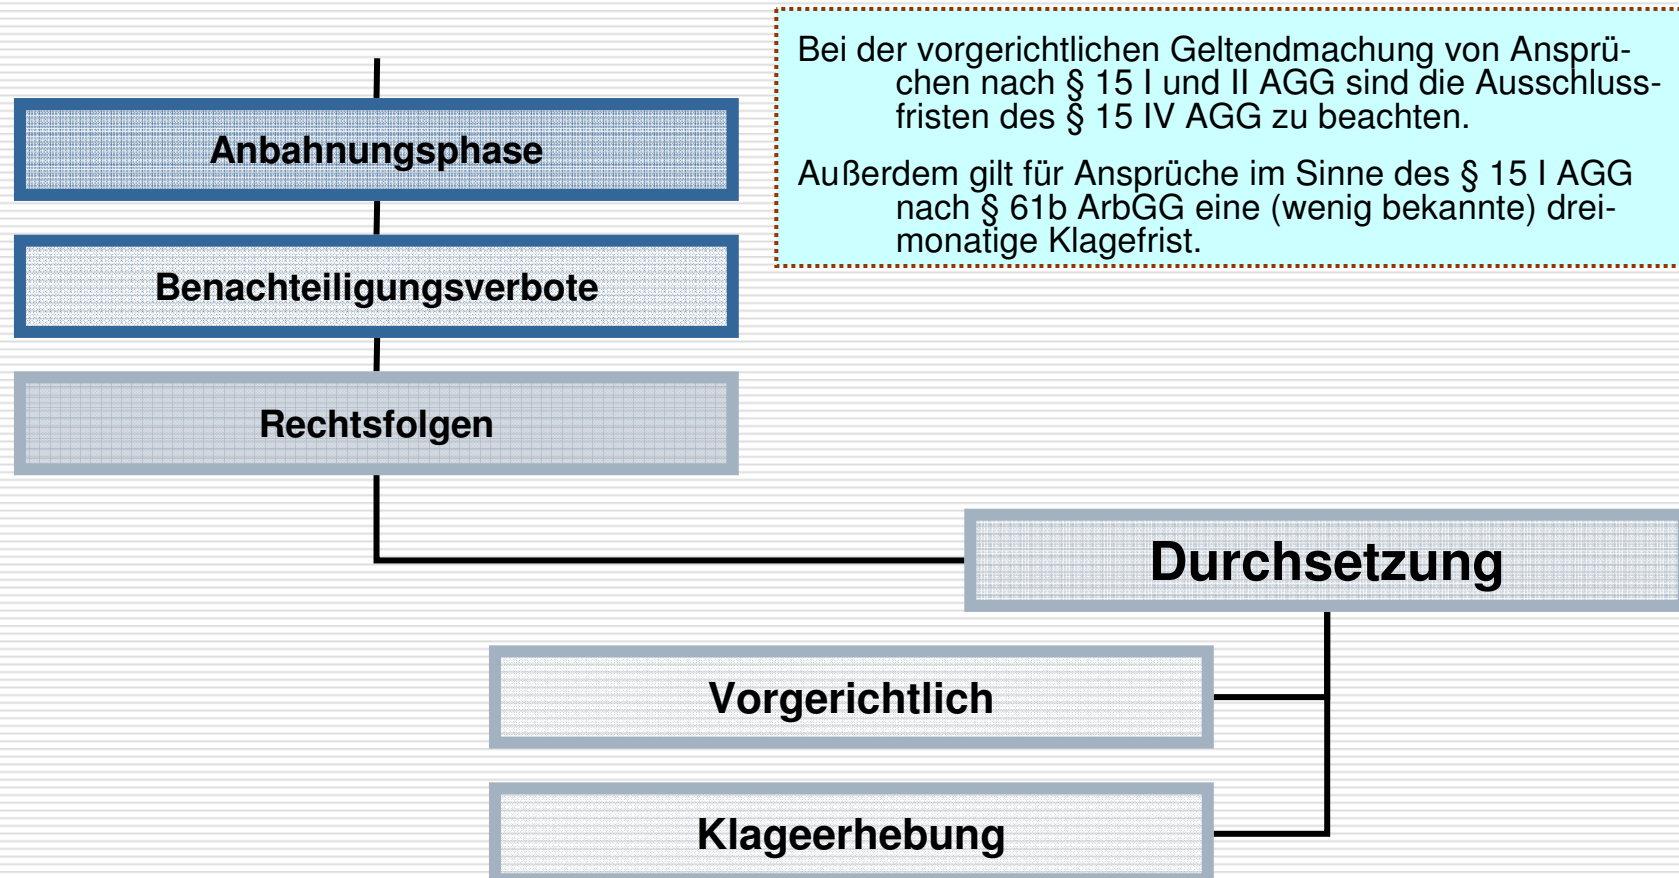 Bei der vorgerichtlichen Geltendmachung von Ansprü-
chen nach § 15 I und II AGG sind die Ausschluss-
fristen des § 15 IV AGG zu beachten.
Außerdem gilt für Ansprüche im Sinne des § 15 I AGG
nach § 61b ArbGG eine (wenig bekannte) drei-
monatige Klagefrist.
Anbahnungsphase
Benachteiligungsverbote
Rechtsfolgen
Durchsetzung
Vorgerichtlich
Klageerhebung